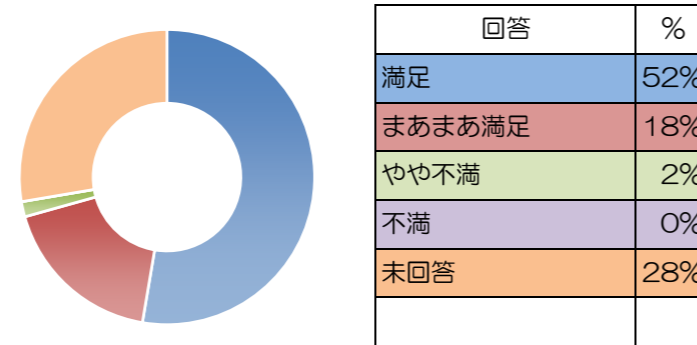 回答 %
満足 52%
まあまあ満足 18%
やや不満 2%
不満 0%
未回答 28%